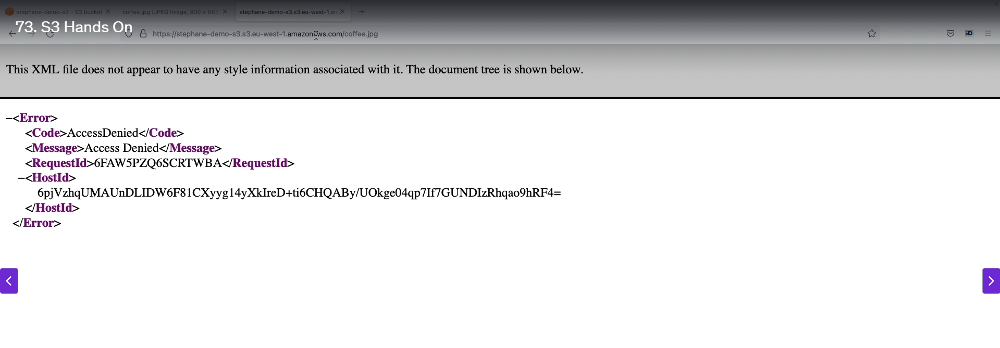 stephane-demo-s3 - S3 bucket
coffee.jpg (JPEG Image, 800 × 583
stephane-demo-s3.s3.eu-west-1.am
73. S3 Hands On
https://stephane-demo-s3.s3.eu-west-1.amazonaws.com/coffee.jpg
iD
This XML file does not appear to have any style information associated with it. The document tree is shown below.
–<Error>
<Code>AccessDenied</Code>
<Message>Access Denied</Message>
<RequestId>6FAW5PZQ6SCRTWBA</RequestId>
–<HostId>
6pjVzhqUMAUnDLIDW6F81CXyyg14yXkIreD+ti6CHQABy/UOkge04qp7If7GUNDIzRhqao9hRF4=
</HostId>
</Error>